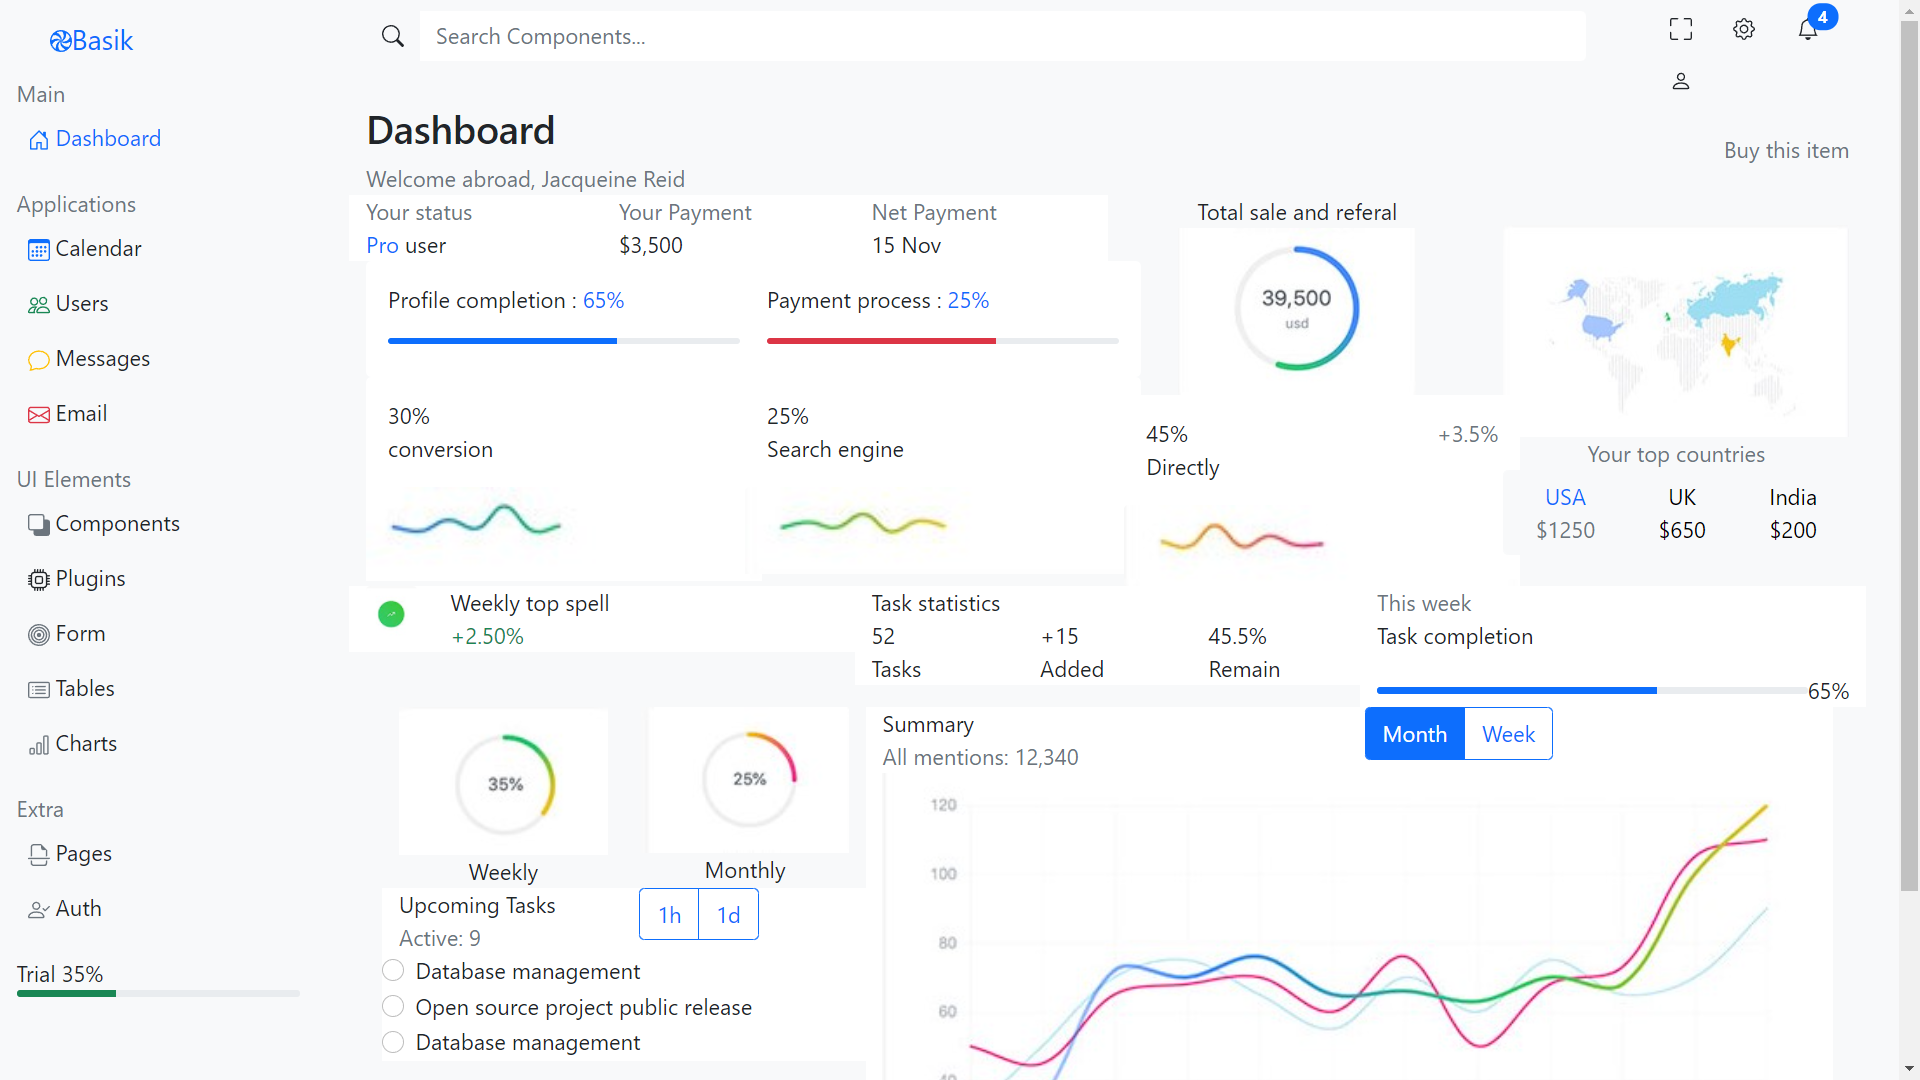 Basik
Search Components...
4
Main
Dashboard
Applications
Calendar
Users
Messages
Email
UI Elements
Components
Plugins
Form
Tables
Charts
Extra
Pages
Auth
Trial 35%
Dashboard
Welcome abroad, Jacqueine Reid
Buy this item
Your status
Pro user
Your Payment
$3,500
Net Payment
15 Nov
Profile completion : 65%
Payment process : 25%
Total sale and referal
39,500
usd
30%
conversion
25%
Search engine
45%
Directly
+3.5%
Your top countries
USA
$1250
UK
$650
India
$200
Weekly top spell
+2.50%
Task statistics
52
Tasks
+15
Added
45.5%
Remain
This week
Task completion
65%
35%
Weekly
25%
Monthly
Upcoming Tasks
Active: 9
1h
1d
Database management
Open source project public release
Database management
Summary
All mentions: 12,340
Month
Week
120
100
80
60
40